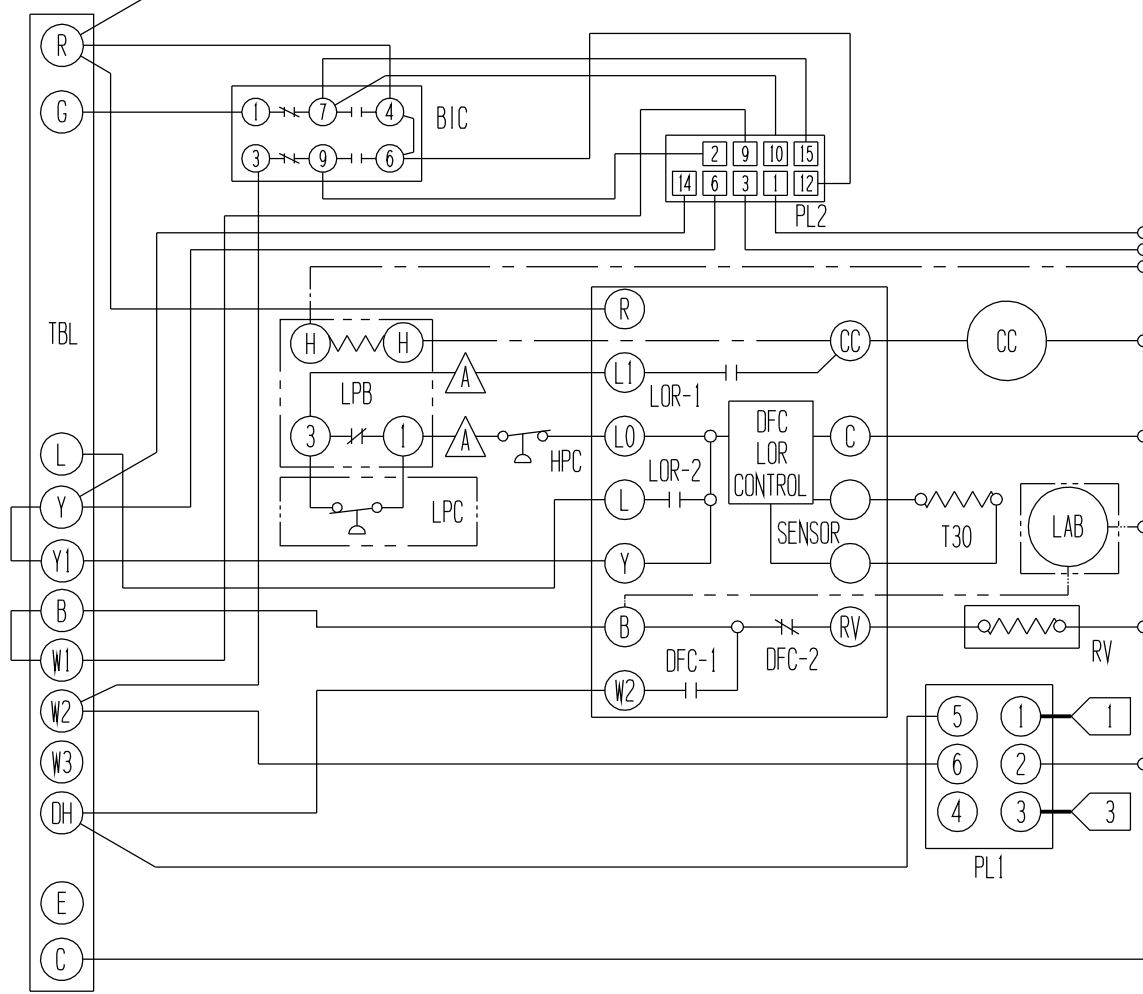 R
G
1 7 4
BIC
3 9 6
2 9 10 15
14 6 3 1 12
PL2
TBL
R
H H
CC
CC
LPB
A
L1
LOR-1
3 1
A
HPC
LO
DFC
LOR
CONTROL
C
L
LOR-2
LPC
L
SENSOR
T30
LAB
Y
Y1
Y
B
B
RV
RV
W1
DFC-1
DFC-2
W2
W2
5 1 1
W3
6 2
DH
4 3 3
PL1
E
C